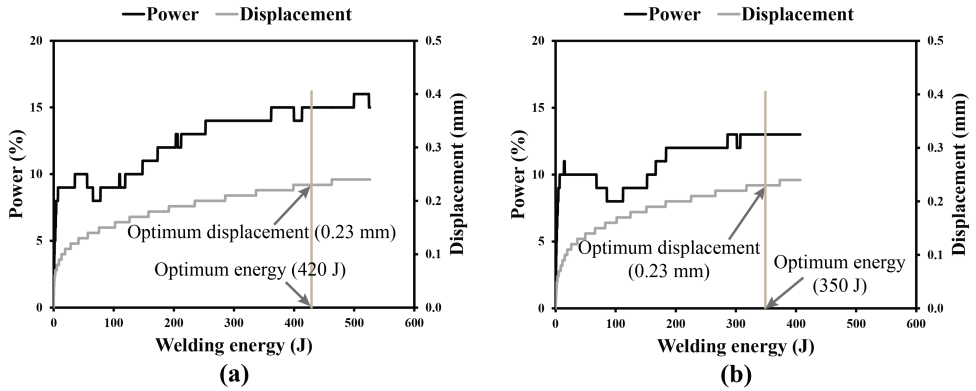 Power Displacement
20
15
10
5
0
Power (%)
0.5
0.4
0.3
0.2
0.1
0.0
Displacement (mm)
Optimum displacement (0.23 mm)
Optimum energy (420 J)
0 100 200 300 400 500 600
Welding energy (J)
(a)
Power Displacement
20
15
10
5
0
Power (%)
0.5
0.4
0.3
0.2
0.1
0.0
Displacement (mm)
Optimum displacement
(0.23 mm)
Optimum energy
(350 J)
0 100 200 300 400 500 600
Welding energy (J)
(b)